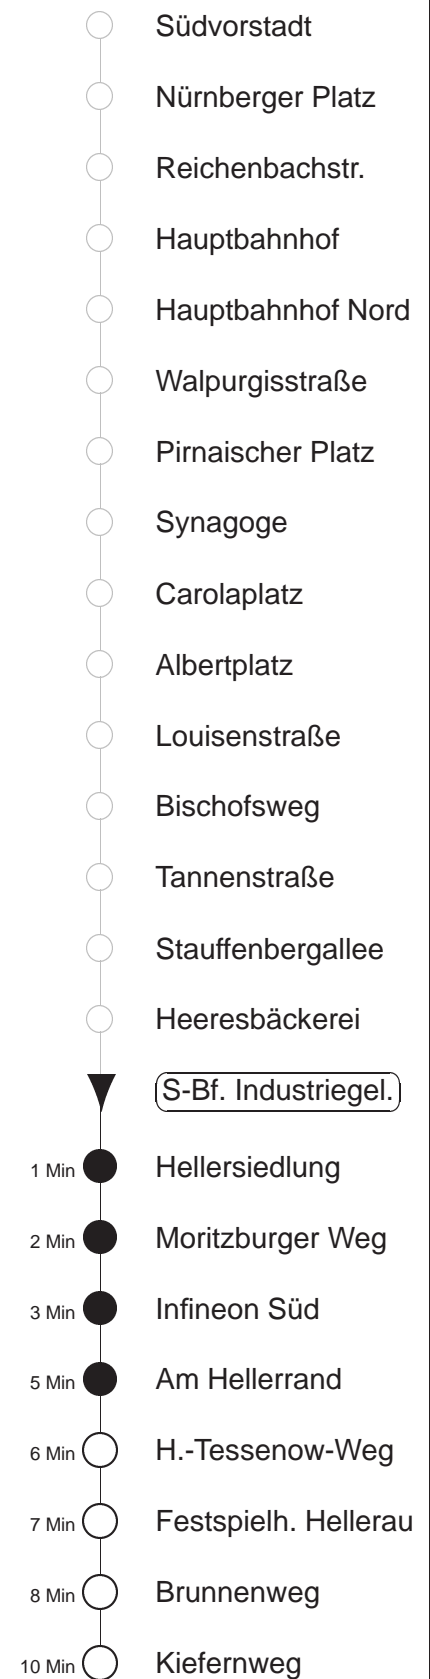 Südvorstadt
Nürnberger Platz
Reichenbachstr.
Hauptbahnhof
Hauptbahnhof Nord
Walpurgisstraße
Pirnaischer Platz
Synagoge
Carolaplatz
Albertplatz
Louisenstraße
Bischofsweg
Tannenstraße
Stauffenbergallee
Heeresbäckerei
S-Bf. Industriegel.
1 Min Hellersiedlung
2 Min Moritzburger Weg
3 Min Infineon Süd
5 Min Am Hellerrand
6 Min H.-Tessenow-Weg
7 Min Festspielh. Hellerau
8 Min Brunnenweg
10 Min Kiefernweg